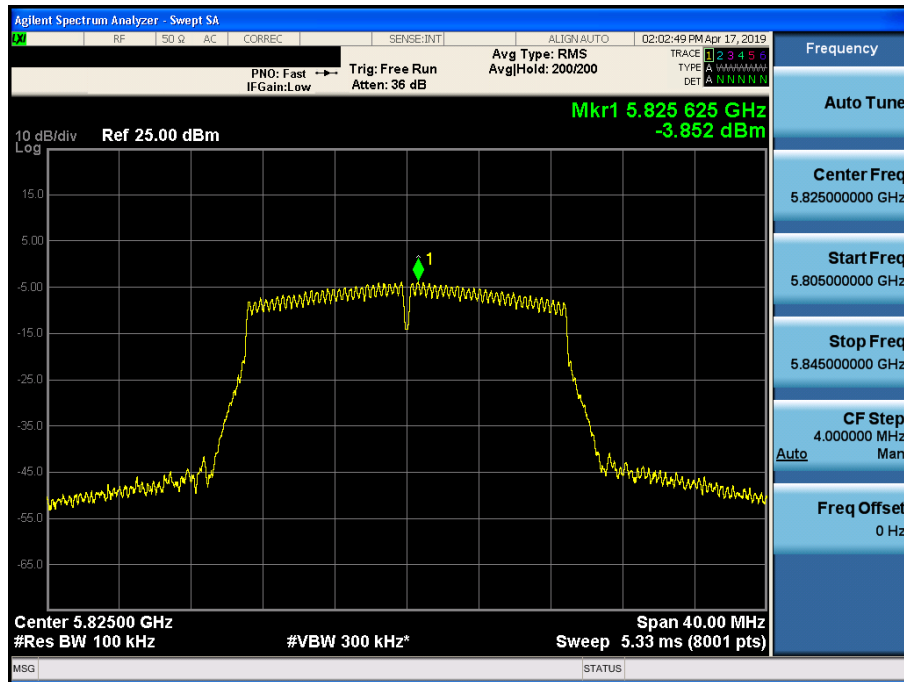 Agilent Spectrum Analyzer - Swept SA
LXI RF 50 Ω AC CORREC SENSE:INT ALIGN AUTO 02:02:49 PM Apr 17, 2019
PNO: Fast Trig: Free Run Avg Type: RMS TRACE 1 2 3 4 5 6
IFGain:Low Atten: 36 dB Avg|Hold: 200/200 TYPE A WWWWW
DET A N N N N N
Mkr1 5.825 625 GHz
-3.852 dBm
10 dB/div Ref 25.00 dBm
Log
15.0
5.00
-5.00
-15.0
-25.0
-35.0
-45.0
-55.0
-65.0
1
Center 5.82500 GHz Span 40.00 MHz
#Res BW 100 kHz #VBW 300 kHz* Sweep 5.33 ms (8001 pts)
MSG STATUS
Frequency
Auto Tune
Center Freq
5.825000000 GHz
Start Freq
5.805000000 GHz
Stop Freq
5.845000000 GHz
CF Step
4.000000 MHz
Auto Man
Freq Offset
0 Hz